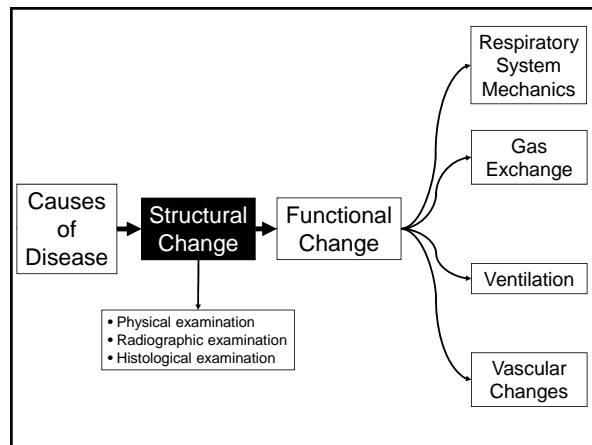 Causes
of
Disease
Structural
Change
• Physical examination
• Radiographic examination
• Histological examination
Functional
Change
Respiratory
System
Mechanics
Gas
Exchange
Ventilation
Vascular
Changes